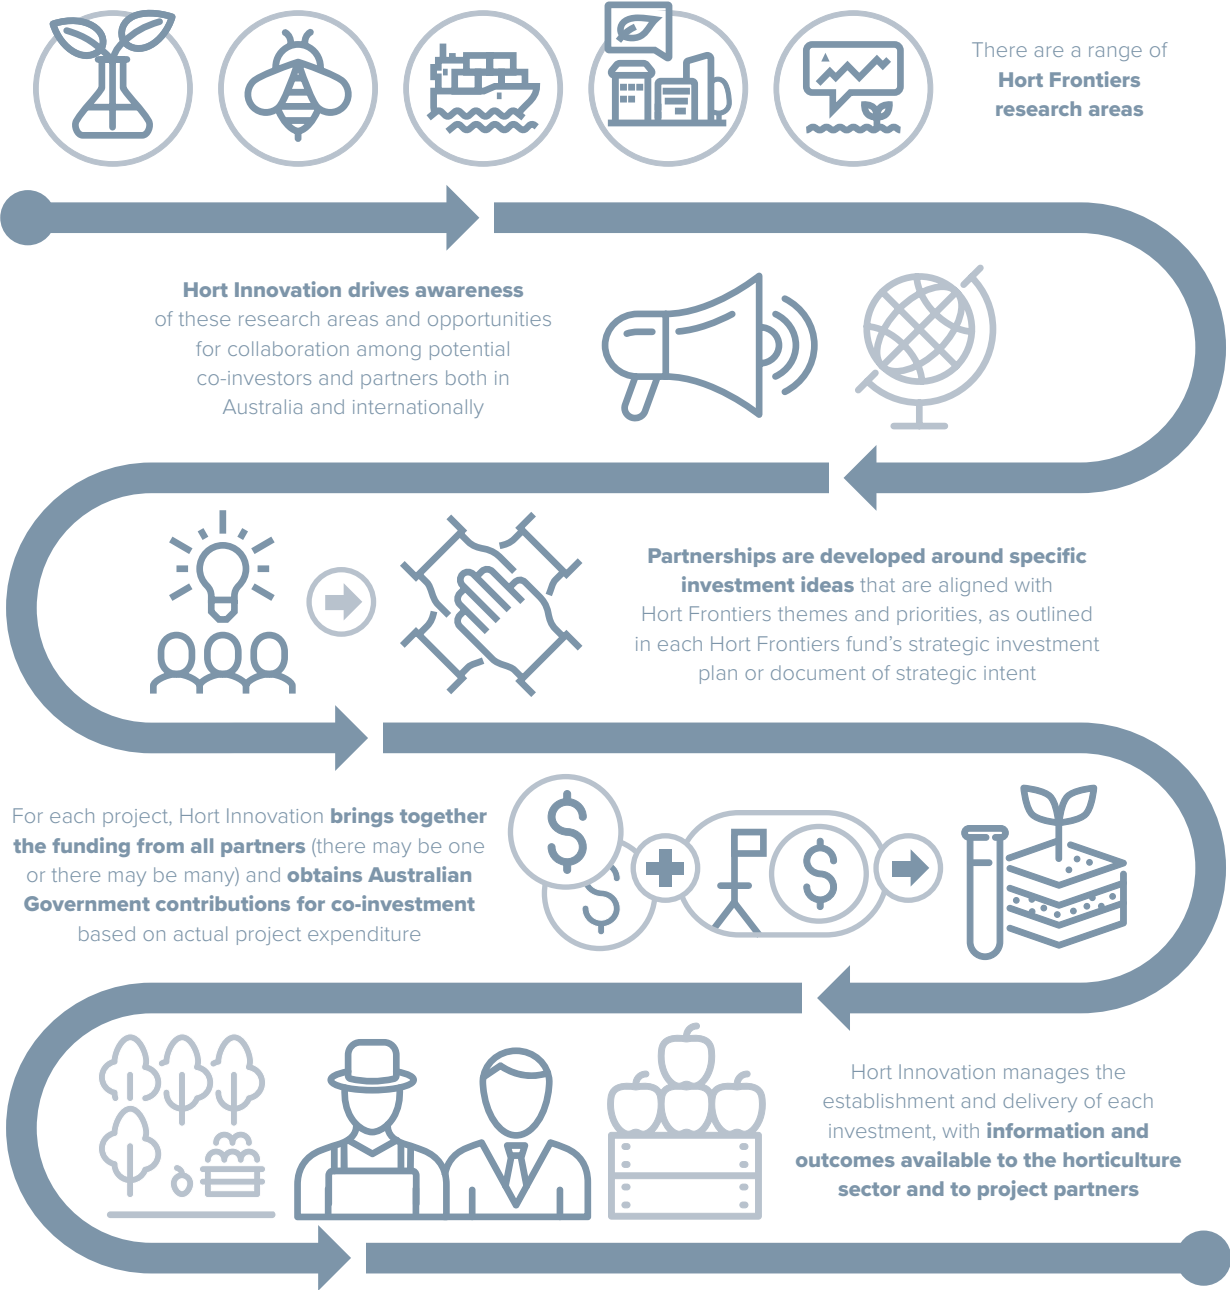 There are a range of
Hort Frontiers
research areas
Hort Innovation drives awareness
of these research areas and opportunities
for collaboration among potential
co-investors and partners both in
Australia and internationally
Partnerships are developed around specific
investment ideas that are aligned with
Hort Frontiers themes and priorities, as outlined
in each Hort Frontiers fund's strategic investment
plan or document of strategic intent
For each project, Hort Innovation brings together
the funding from all partners (there may be one
or there may be many) and obtains Australian
Government contributions for co-investment
based on actual project expenditure
$
$
$
Hort Innovation manages the
establishment and delivery of each
investment, with information and
outcomes available to the horticulture
sector and to project partners